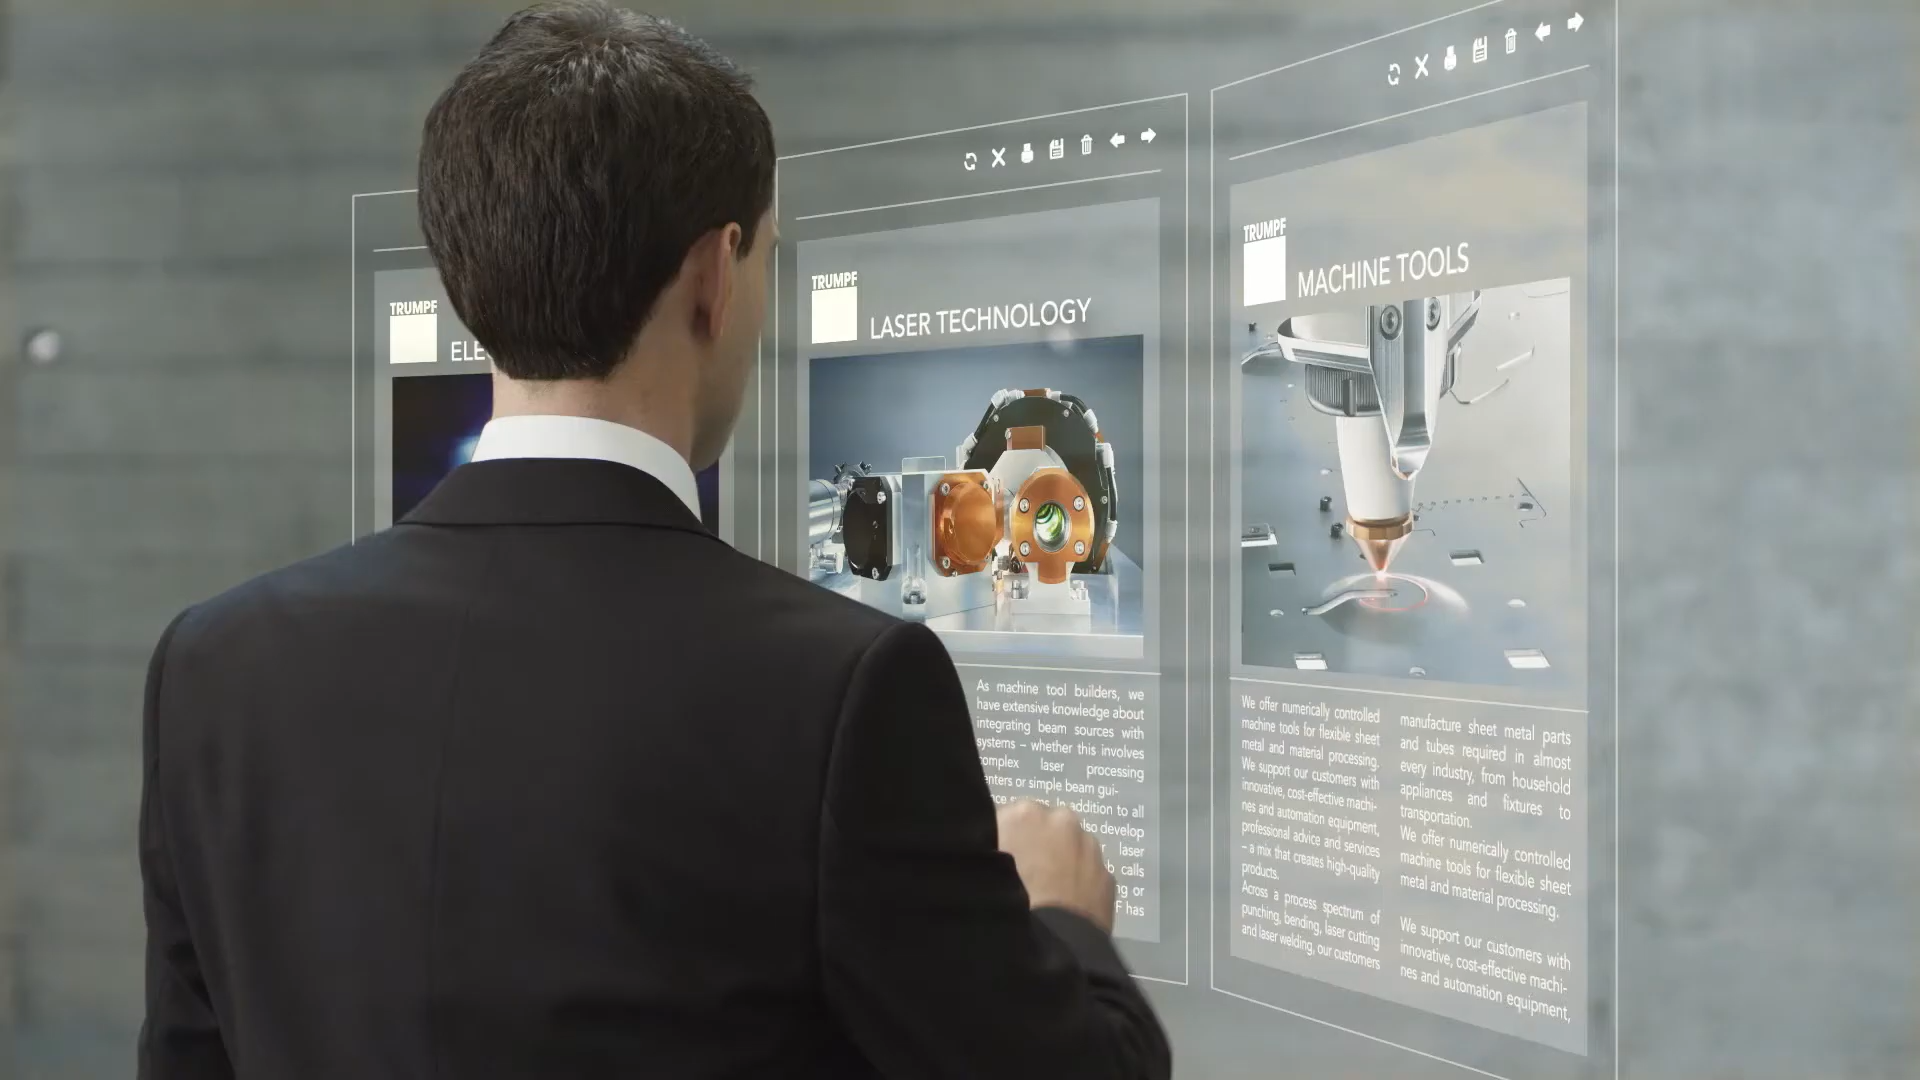 TRUMPF
TRUMPF
LASER TECHNOLOGY
As machine tool builders, we
have extensive knowledge about
integrating beam sources with
systems – whether this involves
complex laser processing
or simple beam gui-
In addition to all
also develop
laser
calls
or
has
TRUMPF
MACHINE TOOLS
We offer numerically controlled
machine tools for flexible sheet
metal and material processing.
We support our customers with
innovative, cost-effective machi-
nes and automation equipment,
professional advice and services
– a mix that creates high-quality
products.
Across a process spectrum of
punching, bending, laser cutting
and laser welding, our customers
manufacture sheet metal parts
and tubes required in almost
every industry, from household
appliances and fixtures to
transportation.
We offer numerically controlled
machine tools for flexible sheet
metal and material processing.
We support our customers with
innovative, cost-effective machi-
nes and automation equipment,